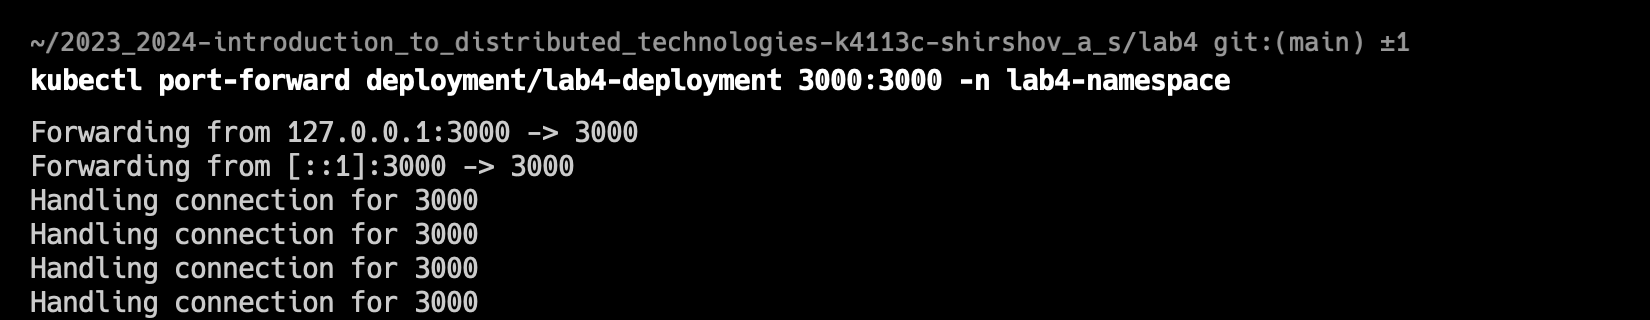 ~/2023_2024-introduction_to_distributed_technologies-k4113c-shirshov_a_s/lab4 git:(main) ±1
kubectl port-forward deployment/lab4-deployment 3000:3000 -n lab4-namespace
Forwarding from 127.0.0.1:3000 -> 3000
Forwarding from [::1]:3000 -> 3000
Handling connection for 3000
Handling connection for 3000
Handling connection for 3000
Handling connection for 3000